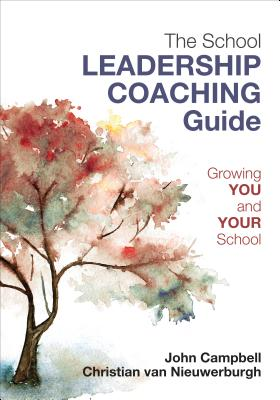 The School
LEADERSHIP
COACHING
Guide
Growing
YOU
and
YOUR
School
John Campbell
Christian van Nieuwerburgh